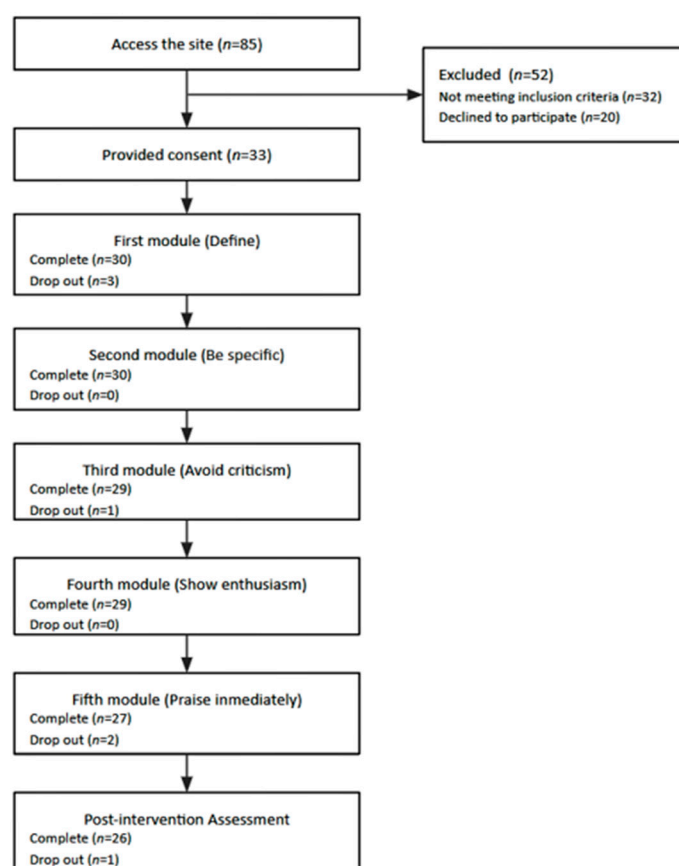 Access the site (n=85)
Excluded (n=52)
Not meeting inclusion criteria (n=32)
Declined to participate (n=20)
Provided consent (n=33)
First module (Define)
Complete (n=30)
Drop out (n=3)
Second module (Be specific)
Complete (n=30)
Drop out (n=0)
Third module (Avoid criticism)
Complete (n=29)
Drop out (n=1)
Fourth module (Show enthusiasm)
Complete (n=29)
Drop out (n=0)
Fifth module (Praise inmediately)
Complete (n=27)
Drop out (n=2)
Post-intervention Assessment
Complete (n=26)
Drop out (n=1)